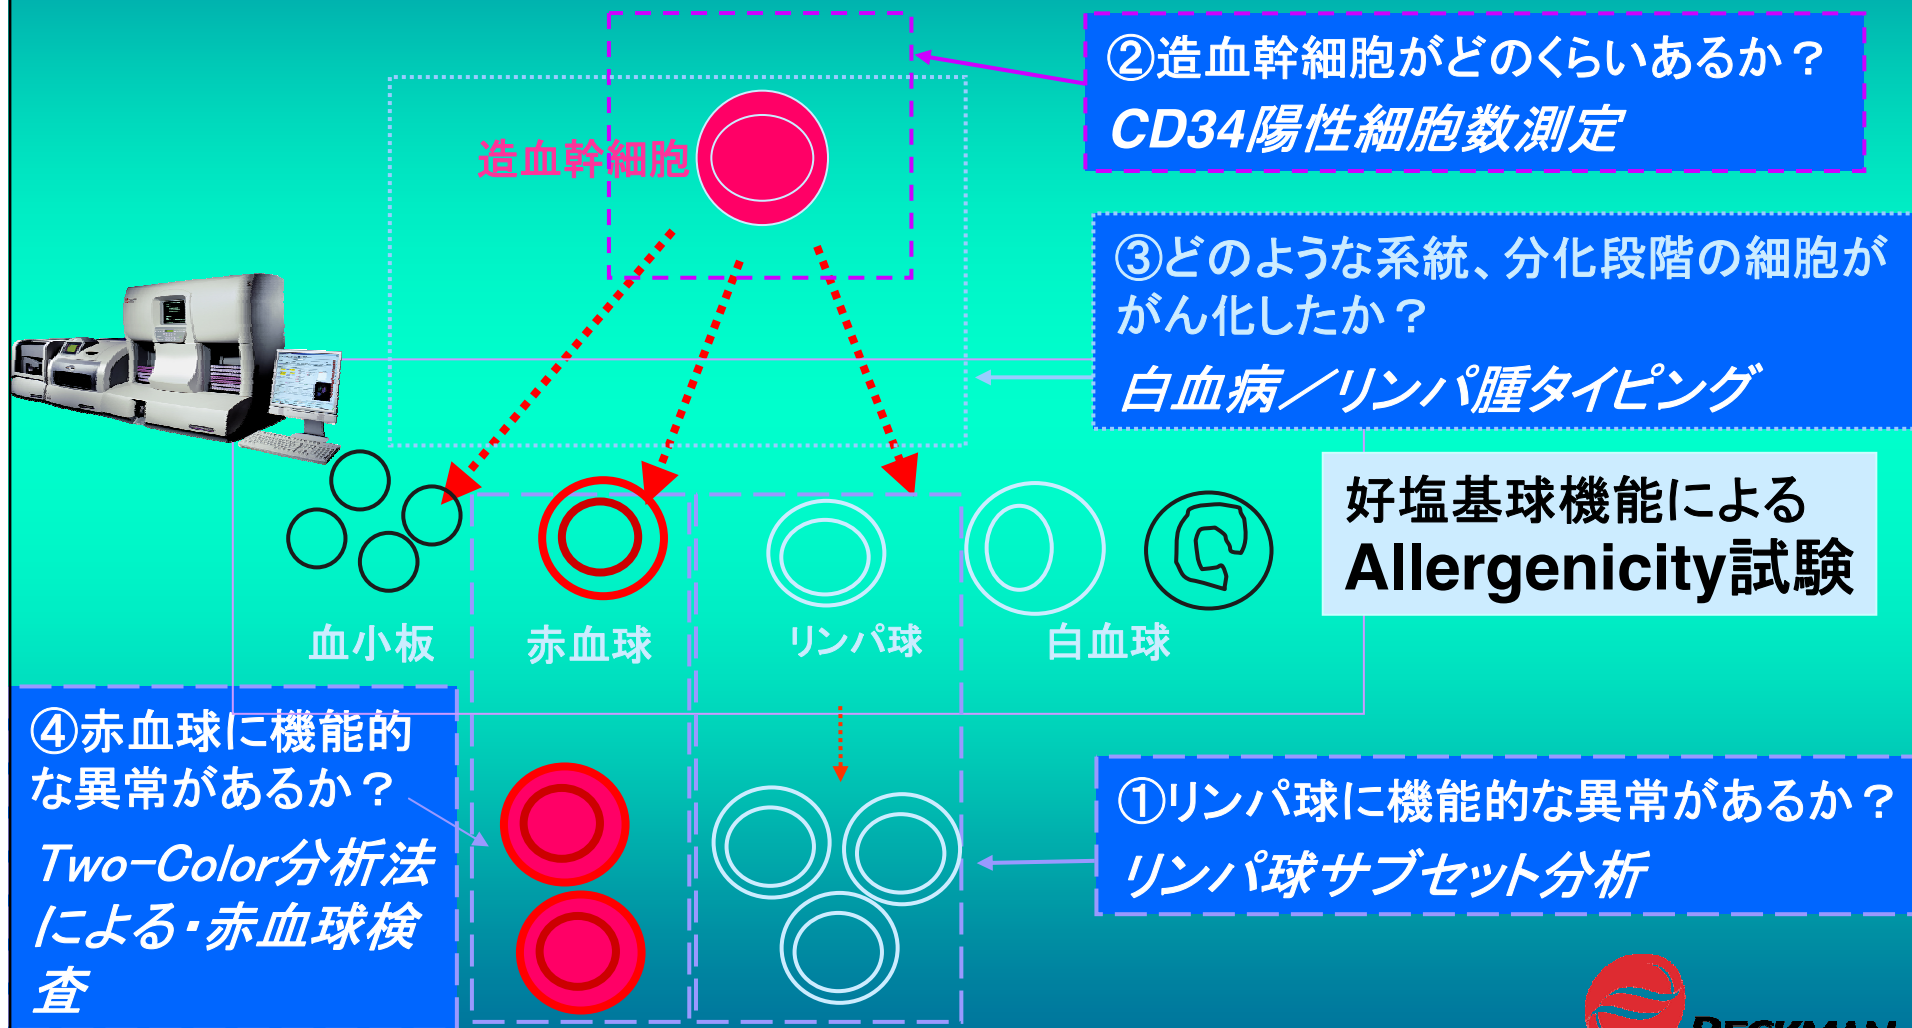 ②造血幹細胞がどのくらいあるか？
CD34陽性細胞数測定
造血幹細胞
③どのような系統、分化段階の細胞が
がん化したか？
白血病／リンパ腫タイピング
好塩基球機能による
Allergenicity試験
血小板
赤血球
リンパ球
白血球
④赤血球に機能的
な異常があるか？
Two-Color分析法
による・赤血球検
査
①リンパ球に機能的な異常があるか？
リンパ球サブセット分析
BECKMAN